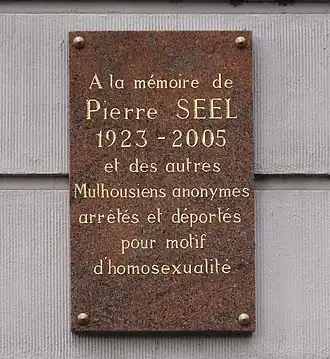 A la mémoire de
Pierre SEEL
1923 - 2005
et des autres
Mulhousiens anonymes
arrêtés et déportés
pour motif
d'homosexualité